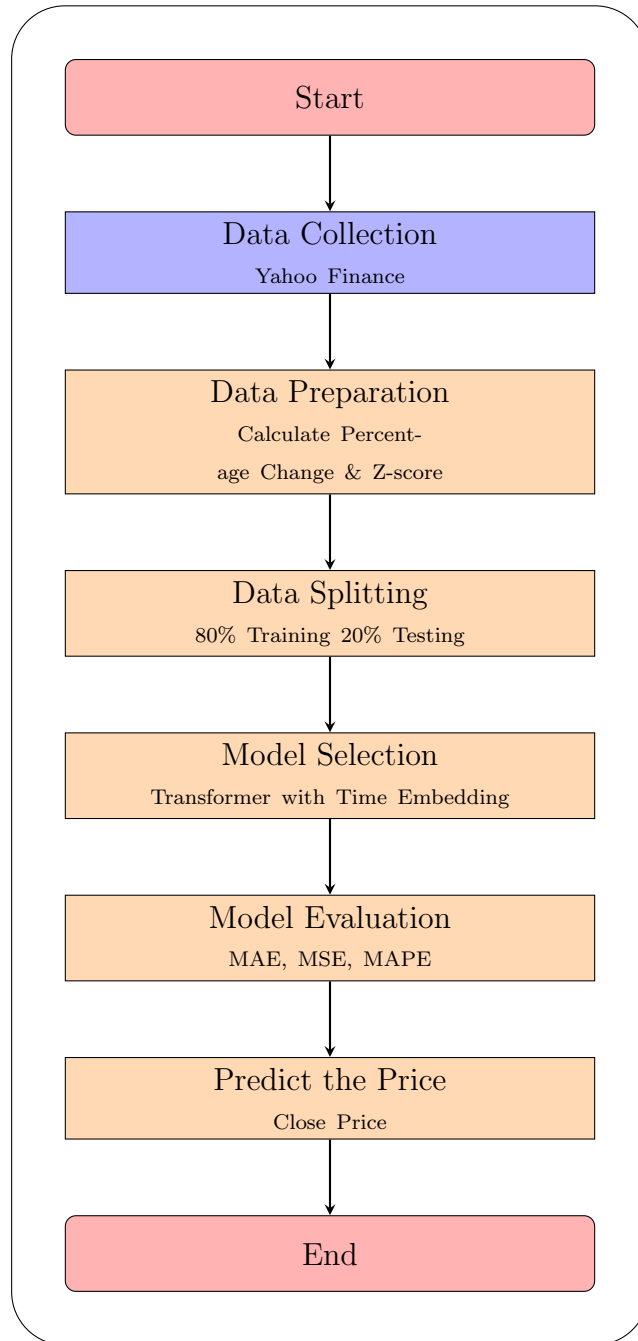 Start
Data Collection
Yahoo Finance
Data Preparation
Calculate Percent-
age Change & Z-score
Data Splitting
80% Training 20% Testing
Model Selection
Transformer with Time Embedding
Model Evaluation
MAE, MSE, MAPE
Predict the Price
Close Price
End